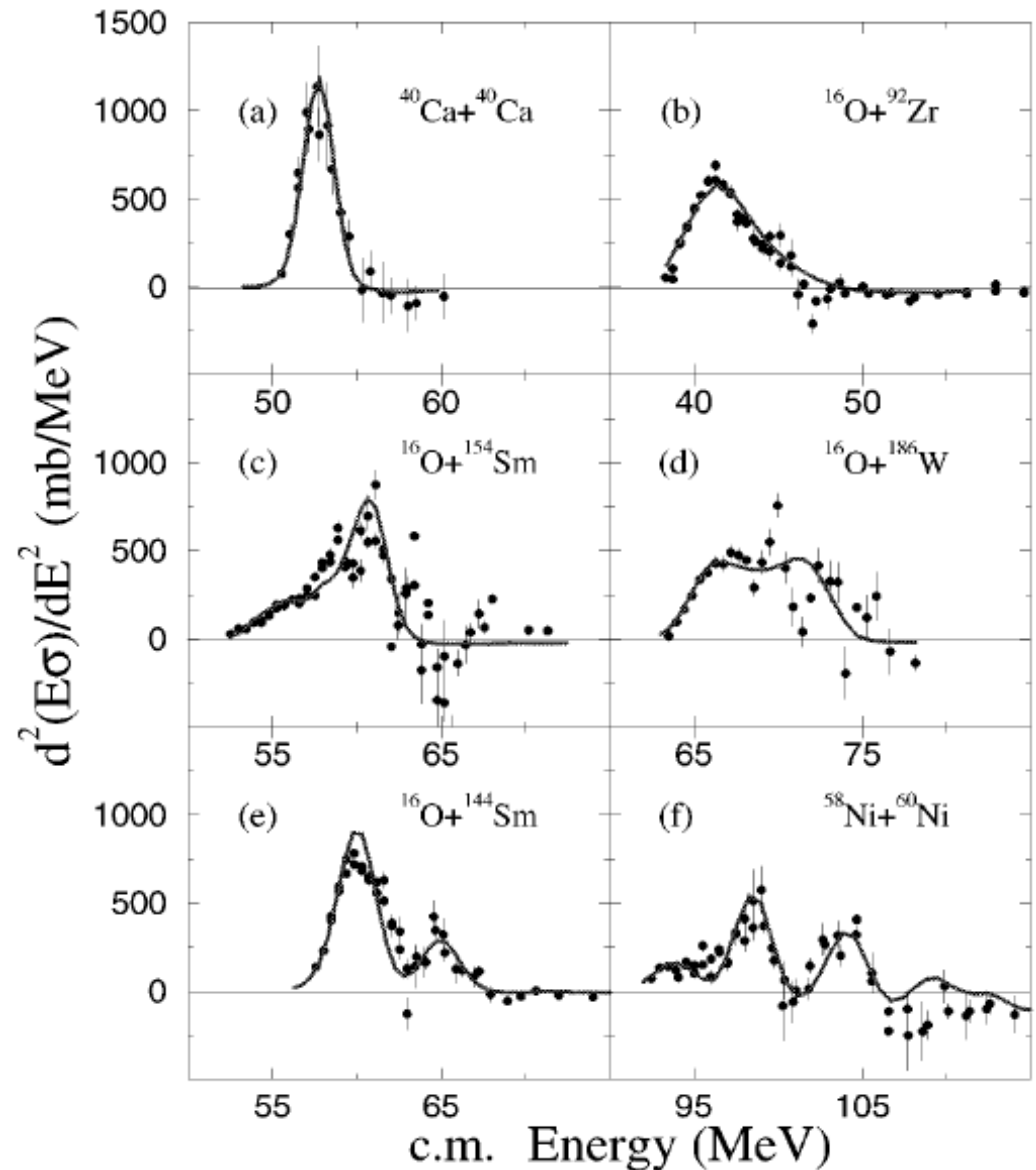 d²(Eσ)/dE² (mb/MeV)
1500
1000
500
0
(a) ⁴⁰Ca+⁴⁰Ca
(b) ¹⁶O+⁹²Zr
50 60
40 50
1000
500
0
(c) ¹⁶O+¹⁵⁴Sm
(d) ¹⁶O+¹⁸⁶W
55 65
65 75
1000
500
0
(e) ¹⁶O+¹⁴⁴Sm
(f) ⁵⁸Ni+⁶⁰Ni
55 65
95 105
c.m. Energy (MeV)